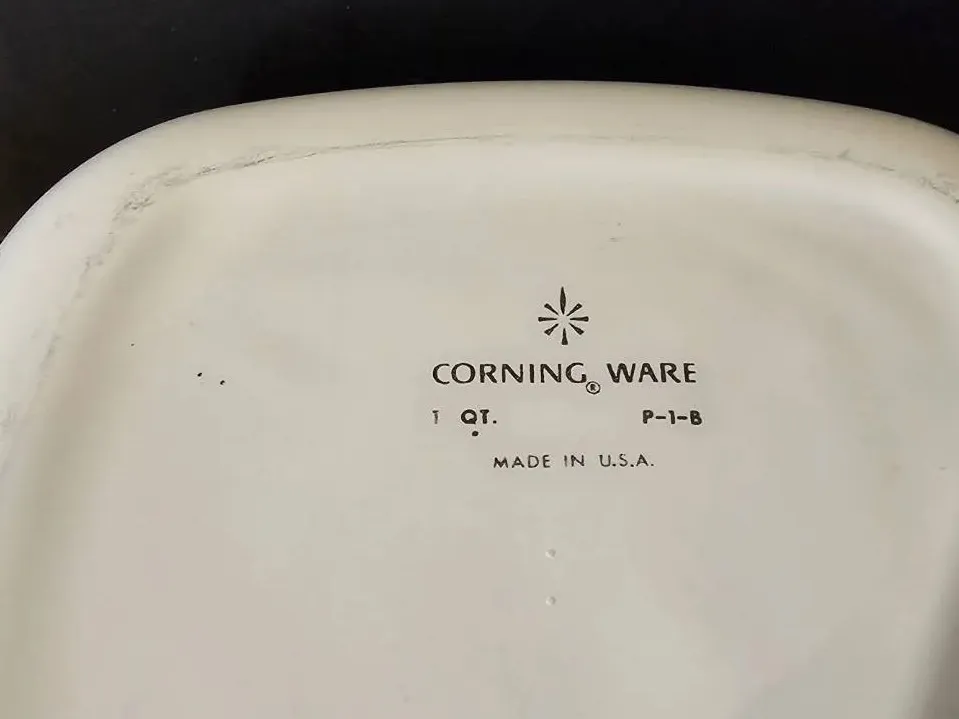 CORNING® WARE
1 QT. P-1-B
MADE IN U.S.A.